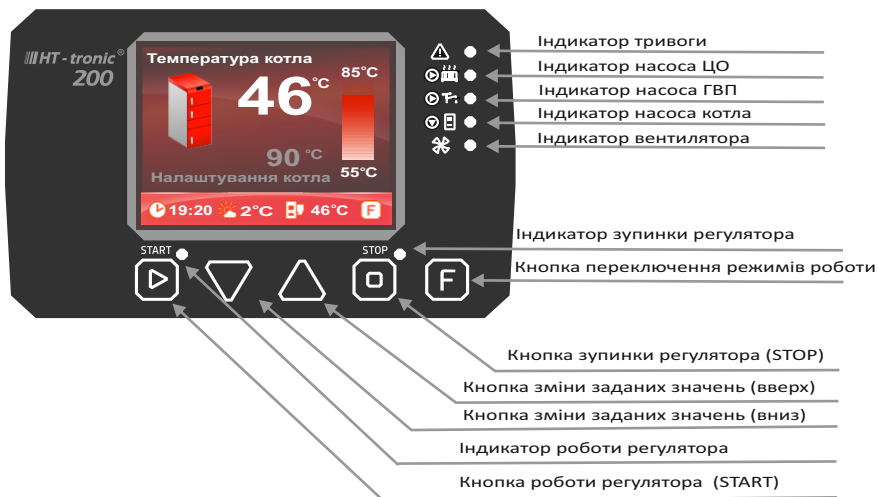 HT-tronic®
200
Температура котла
46°C
85°C
90 °C
55°C
Налаштування котла
19:20 2°C 46°C F
START
STOP
F
Індикатор тривоги
Індикатор насоса ЦО
Індикатор насоса ГВП
Індикатор насоса котла
Індикатор вентилятора
Індикатор зупинки регулятора
Кнопка переключення режимів роботи
Кнопка зупинки регулятора (STOP)
Кнопка зміни заданих значень (вверх)
Кнопка зміни заданих значень (вниз)
Індикатор роботи регулятора
Кнопка роботи регулятора (START)